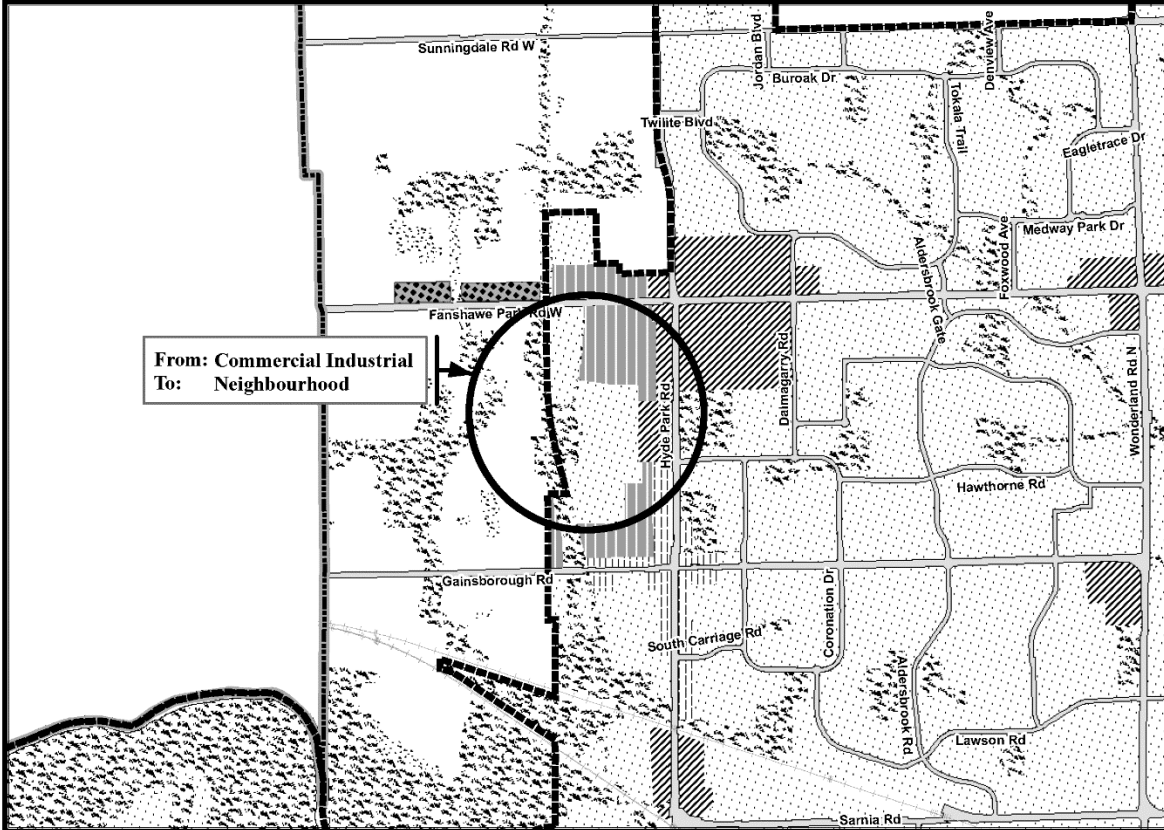 Sunningdale Rd W
Jordan Blvd
Buroak Dr
Denview Ave
Tokala Trail
Twilite Blvd
Eagletrace Dr
Medway Park Dr
Foxwood Ave
Aldersbrook Gate
Fanshawe Park Rd W
From: Commercial Industrial
To: Neighbourhood
Hyde Park Rd
Dalmagarry Rd
Wonderland Rd N
Hawthorne Rd
Gainsborough Rd
Coronation Dr
South Carriage Rd
Aldersbrook Rd
Lawson Rd
Sarnia Rd